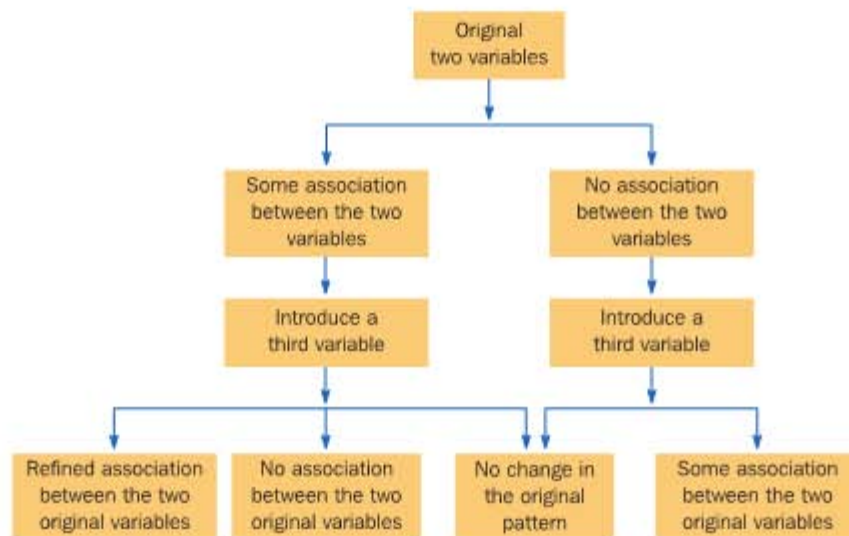 Original
two variables
Some association
between the two
variables
No association
between the two
variables
Introduce a
third variable
Introduce a
third variable
Refined association
between the two
original variables
No association
between the two
original variables
No change in
the original
pattern
Some association
between the two
original variables